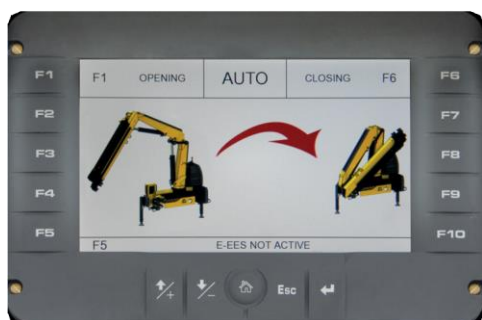 F1 F1 OPENING AUTO CLOSING F6 F6
F2 F7
F3 F8
F4 F9
F5 F10
F5 E-EES NOT ACTIVE
+ - Esc